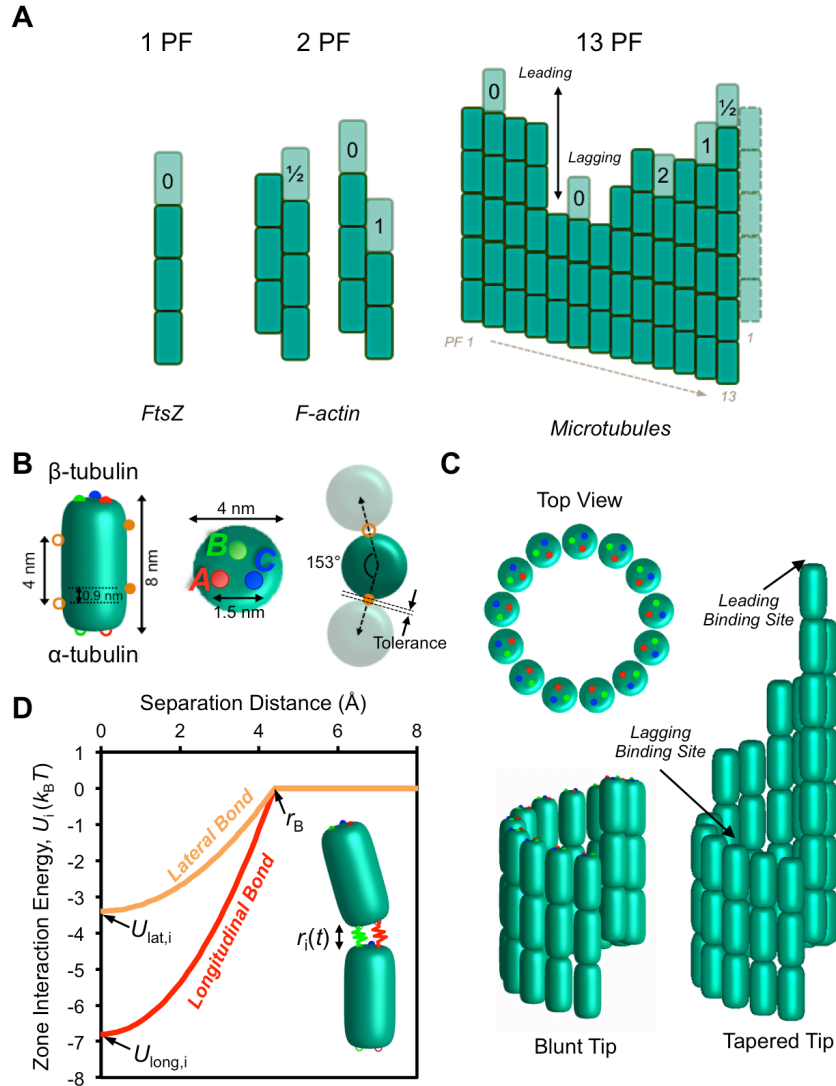 A
1 PF
2 PF
13 PF
0
½
0
1
0
Leading
Lagging
0
2
1
½
PF 1
13
1
FtsZ
F-actin
Microtubules
B
β-tubulin
4 nm
0.9 nm
8 nm
α-tubulin
4 nm
B
A
C
1.5 nm
153°
Tolerance
C
Top View
Leading
Binding Site
Lagging
Binding Site
Blunt Tip
Tapered Tip
D
Separation Distance (Å)
0
2
4
6
8
1
0
-1
-2
-3
-4
-5
-6
-7
-8
Zone Interaction Energy, Ui (kBT)
Lateral Bond
Longitudinal Bond
rB
Ulat,i
Ulong,i
ri(t)